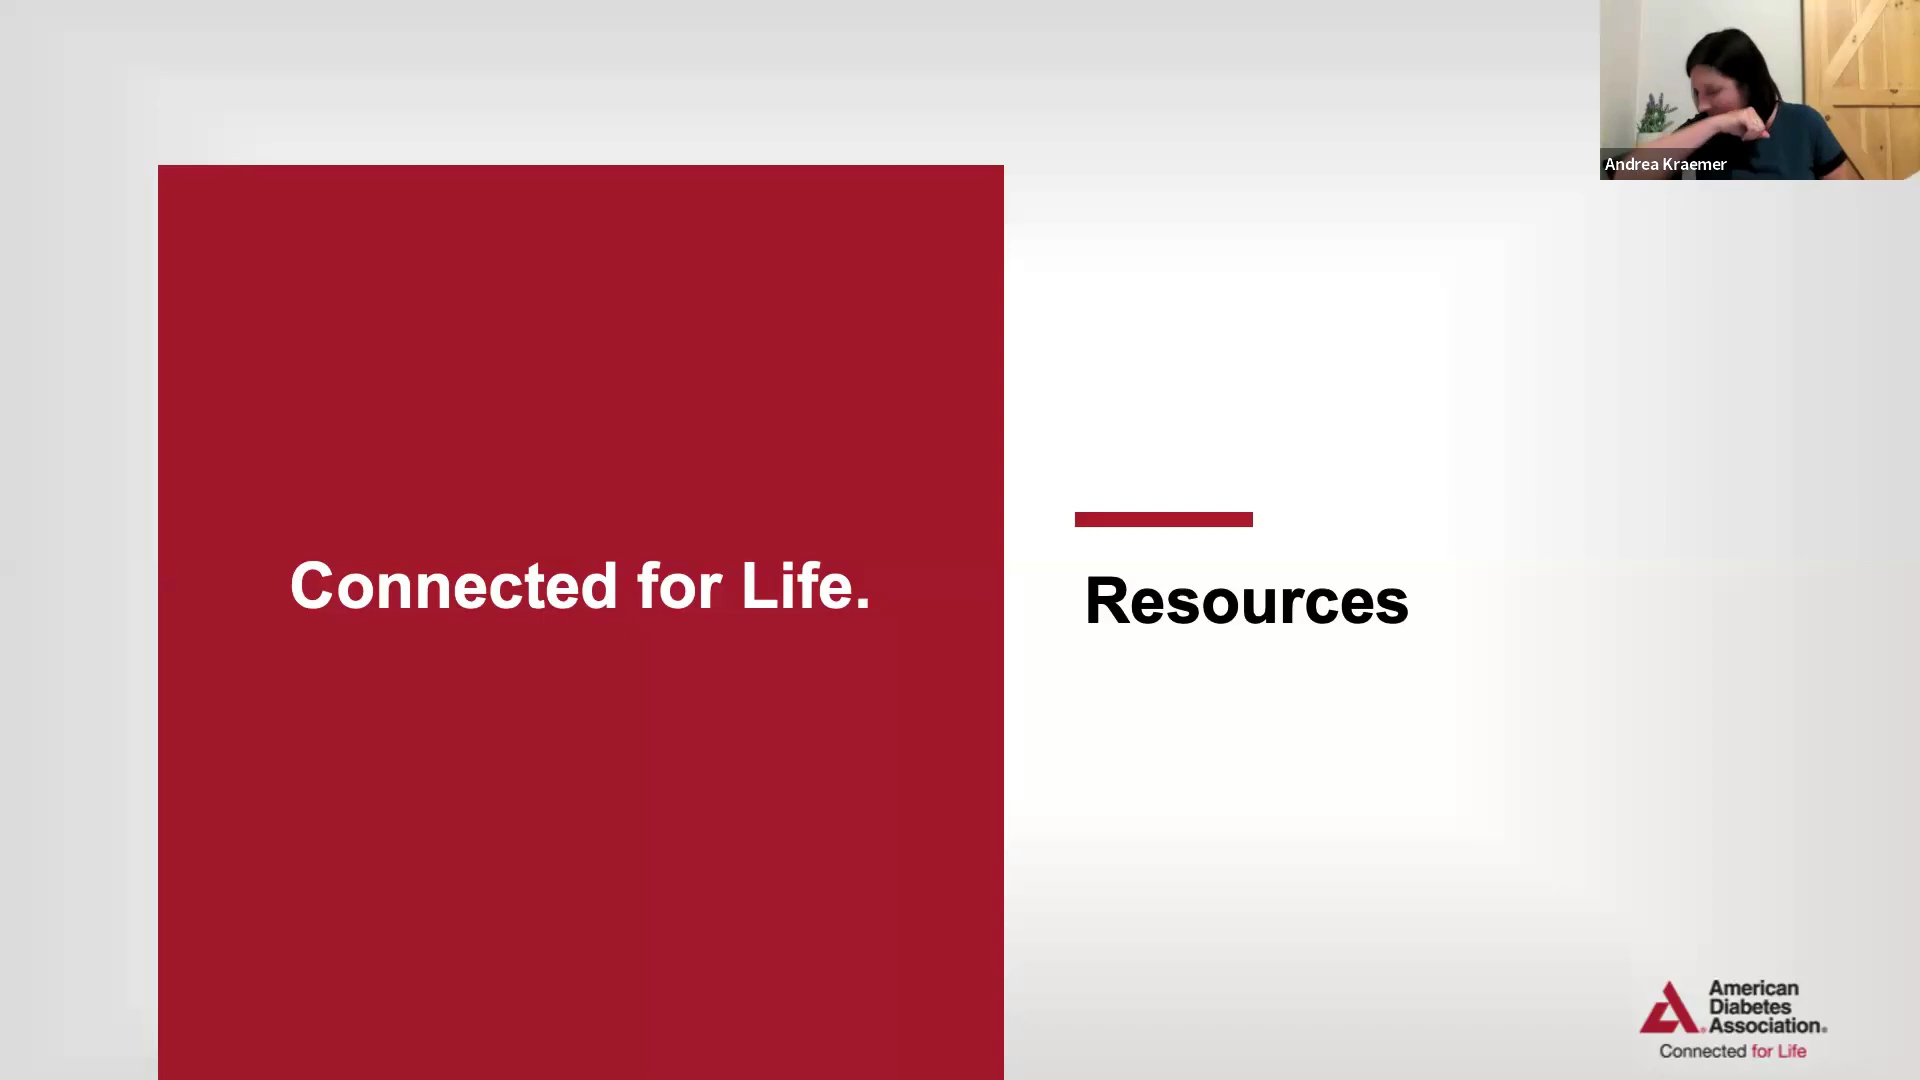 Andrea Kraemer
Connected for Life.
Resources
American
Diabetes
Association®
Connected for Life